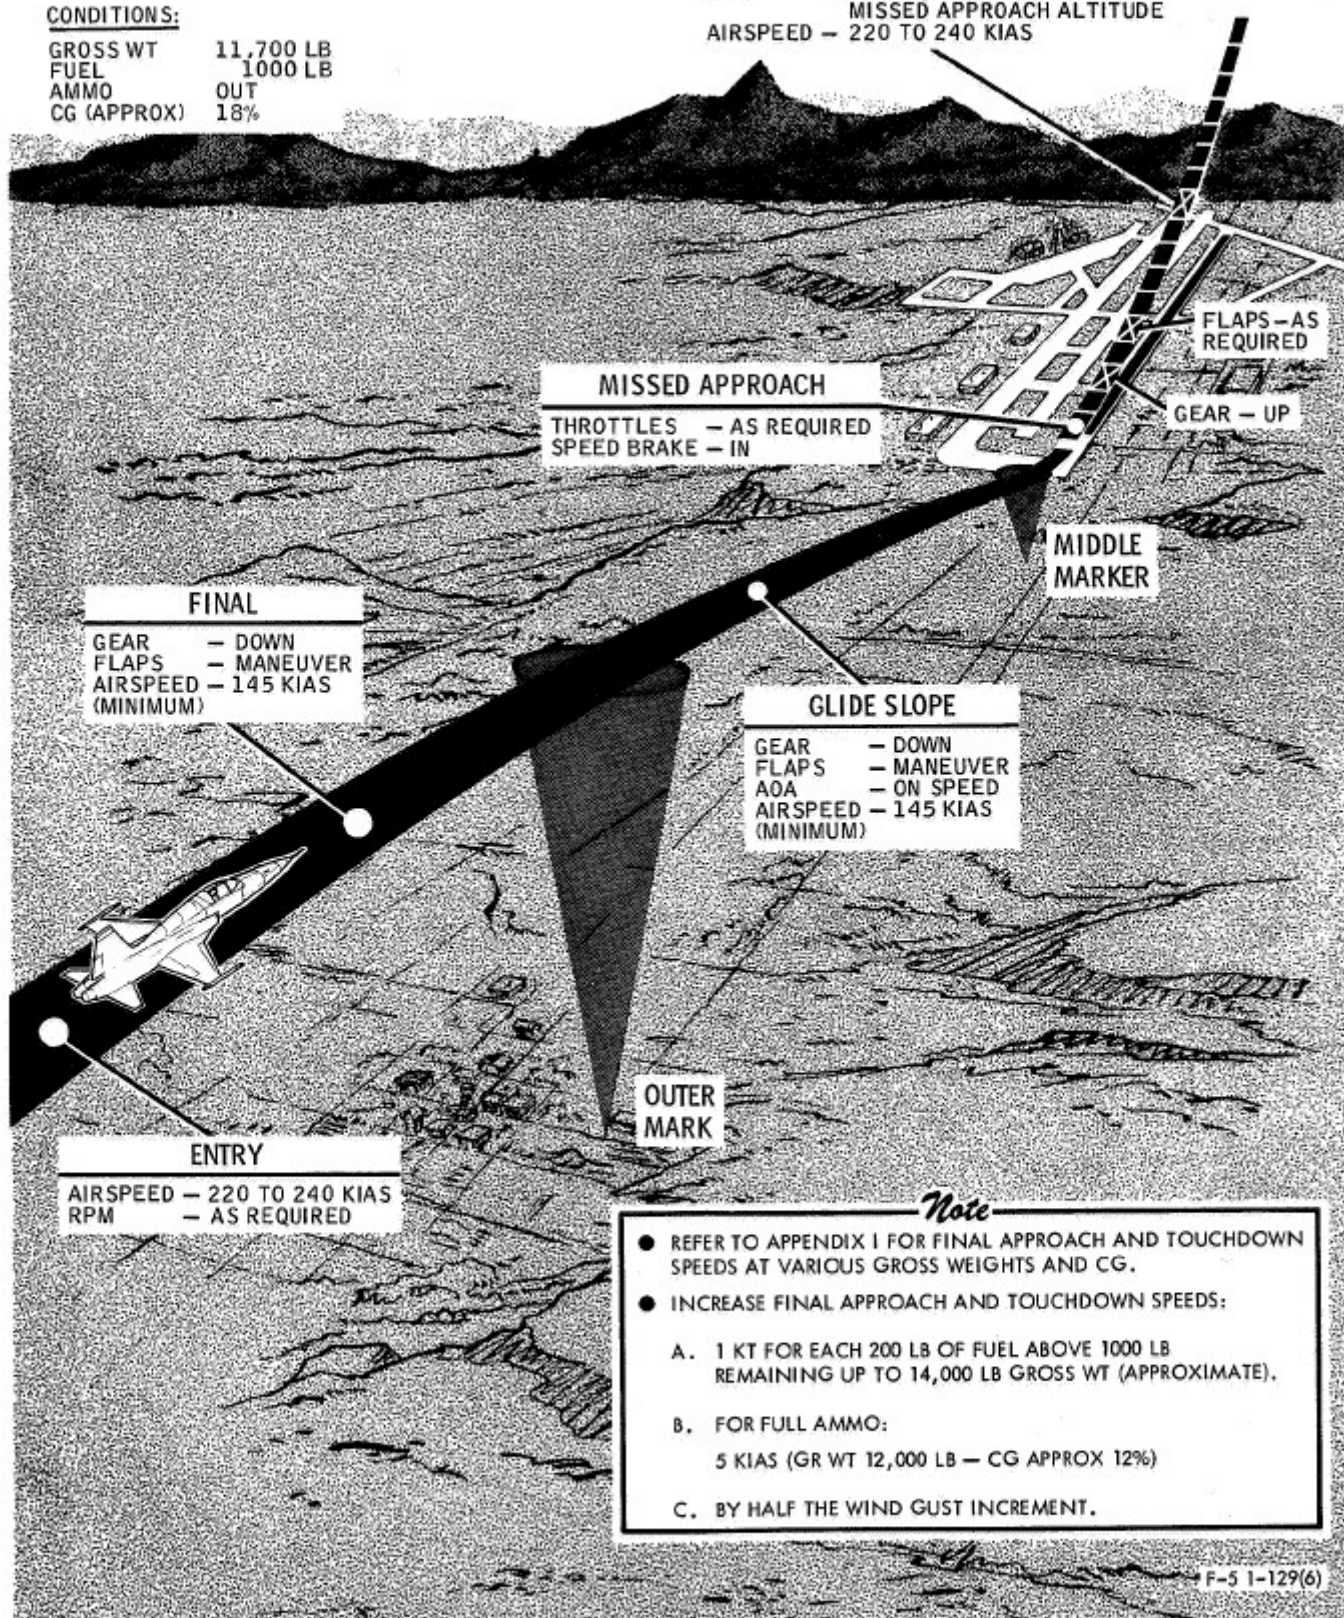 CONDITIONS:
GROSS WT 11,700 LB
FUEL 1000 LB
AMMO OUT
CG (APPROX) 18%
MISSED APPROACH ALTITUDE
AIRSPEED — 220 TO 240 KIAS
FLAPS—AS
REQUIRED
GEAR — UP
MISSED APPROACH
THROTTLES — AS REQUIRED
SPEED BRAKE — IN
MIDDLE
MARKER
FINAL
GEAR — DOWN
FLAPS — MANEUVER
AIRSPEED — 145 KIAS
(MINIMUM)
GLIDE SLOPE
GEAR — DOWN
FLAPS — MANEUVER
AOA — ON SPEED
AIRSPEED — 145 KIAS
(MINIMUM)
OUTER
MARK
ENTRY
AIRSPEED — 220 TO 240 KIAS
RPM — AS REQUIRED
Note
● REFER TO APPENDIX I FOR FINAL APPROACH AND TOUCHDOWN
SPEEDS AT VARIOUS GROSS WEIGHTS AND CG.
● INCREASE FINAL APPROACH AND TOUCHDOWN SPEEDS:
A. 1 KT FOR EACH 200 LB OF FUEL ABOVE 1000 LB
REMAINING UP TO 14,000 LB GROSS WT (APPROXIMATE).
B. FOR FULL AMMO:
5 KIAS (GR WT 12,000 LB — CG APPROX 12%)
C. BY HALF THE WIND GUST INCREMENT.
F-5 1-129(6)